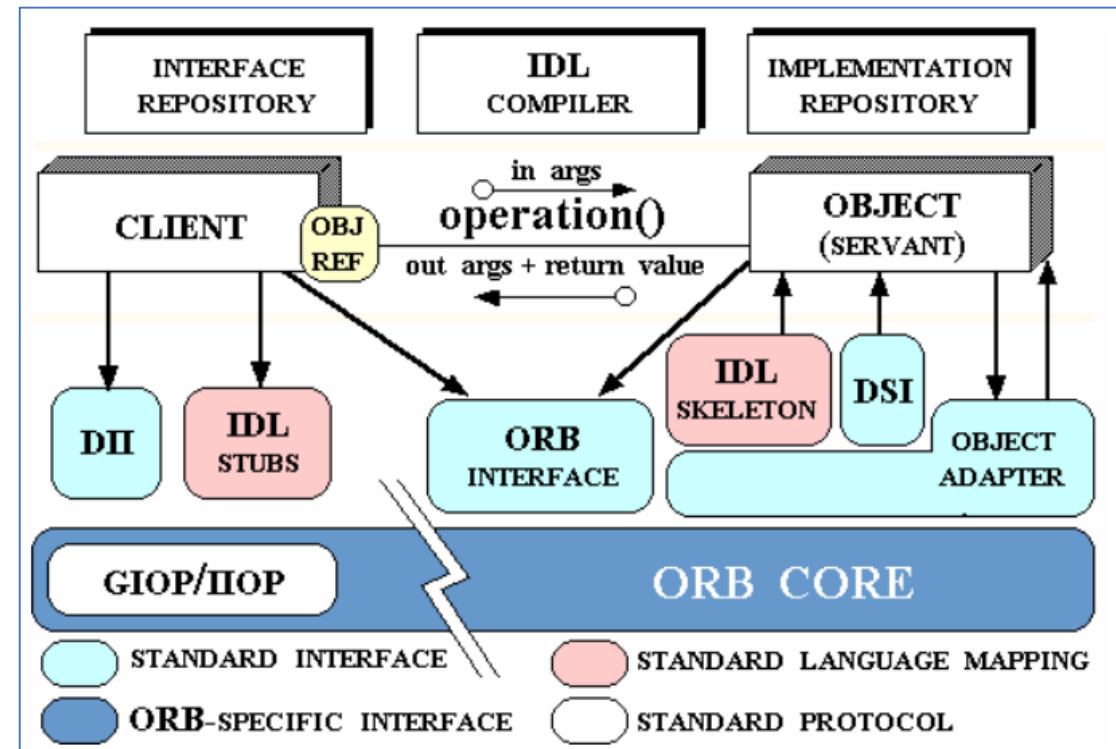 INTERFACE
REPOSITORY
IDL
COMPILER
IMPLEMENTATION
REPOSITORY
CLIENT
OBJ
REF
in args
operation()
out args + return value
OBJECT
(SERVANT)
DII
IDL
STUBS
ORB
INTERFACE
IDL
SKELETON
DSI
OBJECT
ADAPTER
GIOP/IIOP
ORB CORE
STANDARD INTERFACE
STANDARD LANGUAGE MAPPING
ORB-SPECIFIC INTERFACE
STANDARD PROTOCOL